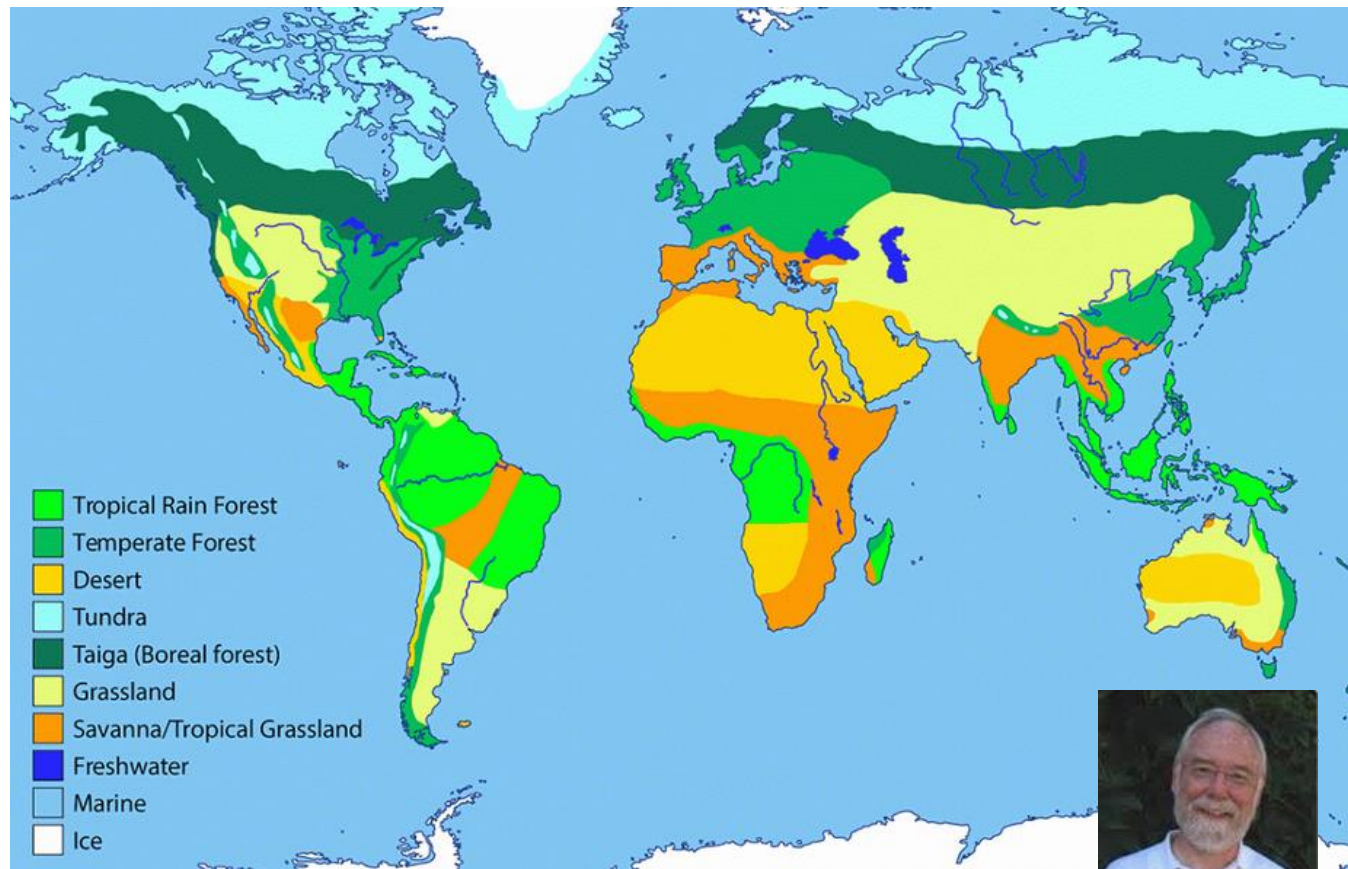 Tropical Rain Forest
Temperate Forest
Desert
Tundra
Taiga (Boreal forest)
Grassland
Savanna/Tropical Grassland
Freshwater
Marine
Ice